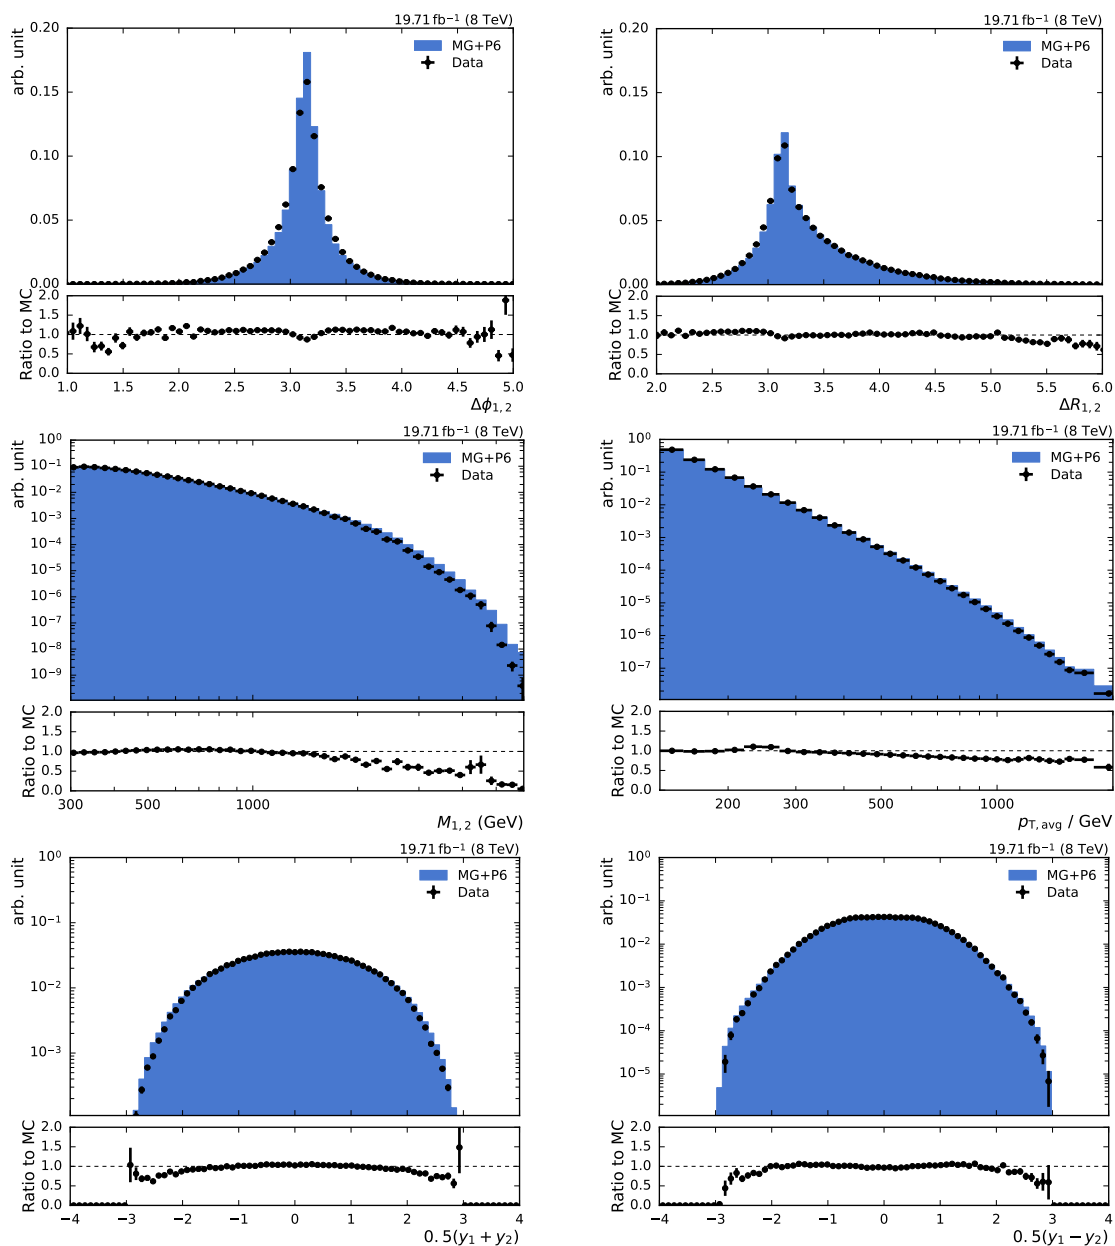 19.71 fb⁻¹ (8 TeV)
arb. unit
0.20
0.15
0.10
0.05
0.00
MG+P6
Data
Ratio to MC
2.0
1.5
1.0
0.5
0.0
1.0 1.5 2.0 2.5 3.0 3.5 4.0 4.5 5.0
Δϕ₁,₂
19.71 fb⁻¹ (8 TeV)
arb. unit
0.20
0.15
0.10
0.05
0.00
MG+P6
Data
Ratio to MC
2.0
1.5
1.0
0.5
0.0
2.0 2.5 3.0 3.5 4.0 4.5 5.0 5.5 6.0
ΔR₁,₂
19.71 fb⁻¹ (8 TeV)
arb. unit
10⁰
10⁻¹
10⁻²
10⁻³
10⁻⁴
10⁻⁵
10⁻⁶
10⁻⁷
10⁻⁸
10⁻⁹
MG+P6
Data
Ratio to MC
2.0
1.5
1.0
0.5
0.0
300 500 1000
M₁,₂ (GeV)
19.71 fb⁻¹ (8 TeV)
arb. unit
10⁰
10⁻¹
10⁻²
10⁻³
10⁻⁴
10⁻⁵
10⁻⁶
10⁻⁷
MG+P6
Data
Ratio to MC
2.0
1.5
1.0
0.5
0.0
200 300 500 1000
p_T,avg / GeV
19.71 fb⁻¹ (8 TeV)
arb. unit
10⁰
10⁻¹
10⁻²
10⁻³
MG+P6
Data
Ratio to MC
2.0
1.5
1.0
0.5
0.0
−4 −3 −2 −1 0 1 2 3 4
0.5(y₁ + y₂)
19.71 fb⁻¹ (8 TeV)
arb. unit
10⁰
10⁻¹
10⁻²
10⁻³
10⁻⁴
10⁻⁵
MG+P6
Data
Ratio to MC
2.0
1.5
1.0
0.5
0.0
−4 −3 −2 −1 0 1 2 3 4
0.5(y₁ − y₂)